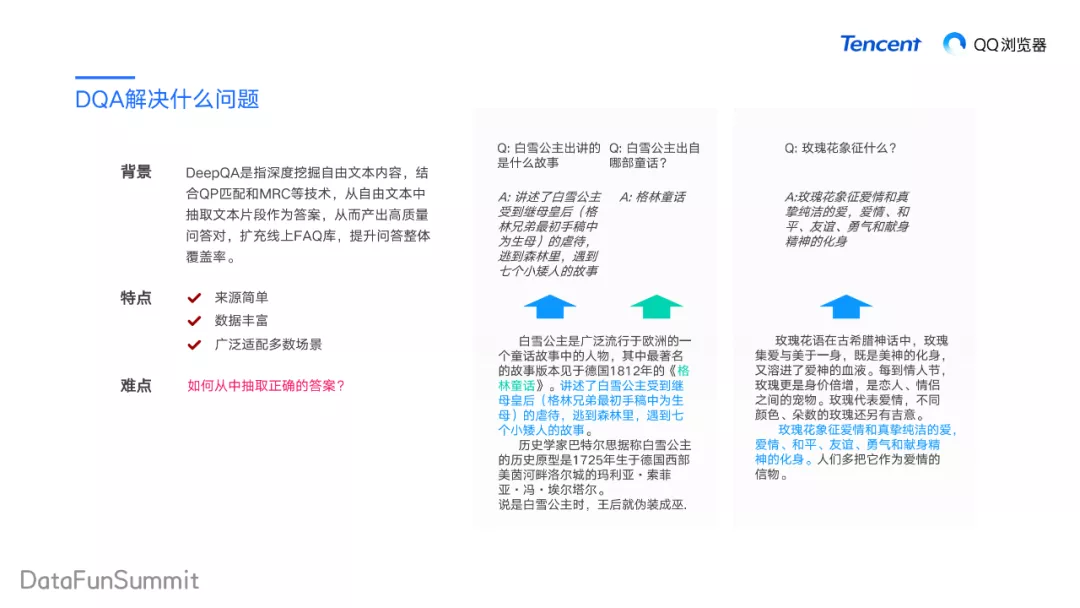 Tencent QQ浏览器
DQA解决什么问题
背景
DeepQA是指深度挖掘自由文本内容，结
合QP匹配和MRC等技术，从自由文本中
抽取文本片段作为答案，从而产出高质量
问答对，扩充线上FAQ库，提升问答整体
覆盖率。
特点
来源简单
数据丰富
广泛适配多数场景
难点
如何从中抽取正确的答案？
Q: 白雪公主出讲的
是什么故事
A: 讲述了白雪公主
受到继母皇后（格
林兄弟最初手稿中
为生母）的虐待，
逃到森林里，遇到
七个小矮人的故事
Q: 白雪公主出自
哪部童话？
A: 格林童话
白雪公主是广泛流行于欧洲的一
个童话故事中的人物，其中最著名
的故事版本见于德国1812年的《格
林童话》。讲述了白雪公主受到继
母皇后（格林兄弟最初手稿中为生
母）的虐待，逃到森林里，遇到七
个小矮人的故事。
历史学家巴特尔思据称白雪公主
的历史原型是1725年生于德国西部
美茵河畔洛尔城的玛利亚·索菲
亚·冯·埃尔塔尔。
说是白雪公主时，王后就伪装成巫.
Q: 玫瑰花象征什么？
A:玫瑰花象征爱情和真
挚纯洁的爱，爱情、和
平、友谊、勇气和献身
精神的化身
玫瑰花语在古希腊神话中，玫瑰
集爱与美于一身，既是美神的化身，
又溶进了爱神的血液。每到情人节，
玫瑰更是身价倍增，是恋人、情侣
之间的宠物。玫瑰代表爱情，不同
颜色、朵数的玫瑰还另有吉意。
玫瑰花象征爱情和真挚纯洁的爱，
爱情、和平、友谊、勇气和献身精
神的化身。人们多把它作为爱情的
信物。
DataFunSummit